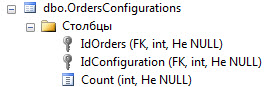 dbo.OrdersConfigurations
Столбцы
IdOrders (FK, int, Не NULL)
IdConfiguration (FK, int, Не NULL)
Count (int, Не NULL)